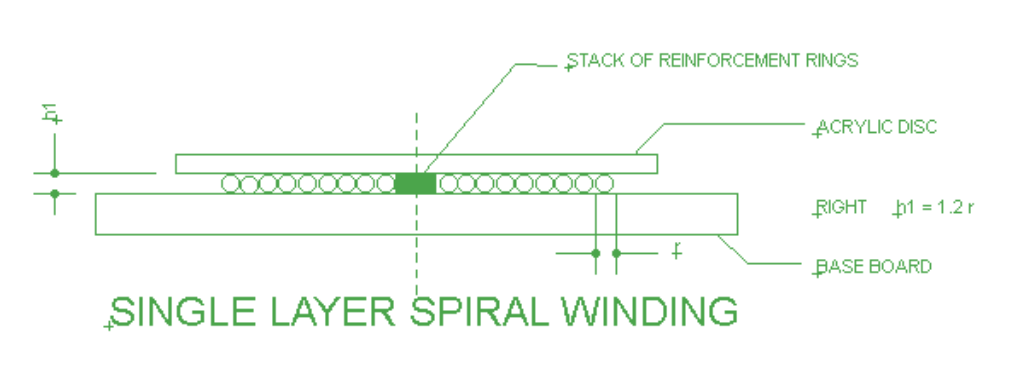 STACK OF REINFORCEMENT RINGS
h1
ACRYLIC DISC
RIGHT h1 = 1.2 r
r
BASE BOARD
SINGLE LAYER SPIRAL WINDING